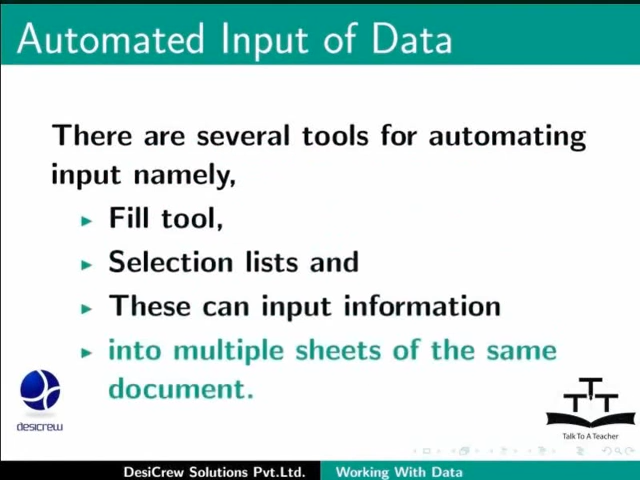 Automated Input of Data
There are several tools for automating
input namely,
Fill tool,
Selection lists and
These can input information
into multiple sheets of the same
document.
desicrew
TTT
Talk To A Teacher
DesiCrew Solutions Pvt.Ltd. Working With Data